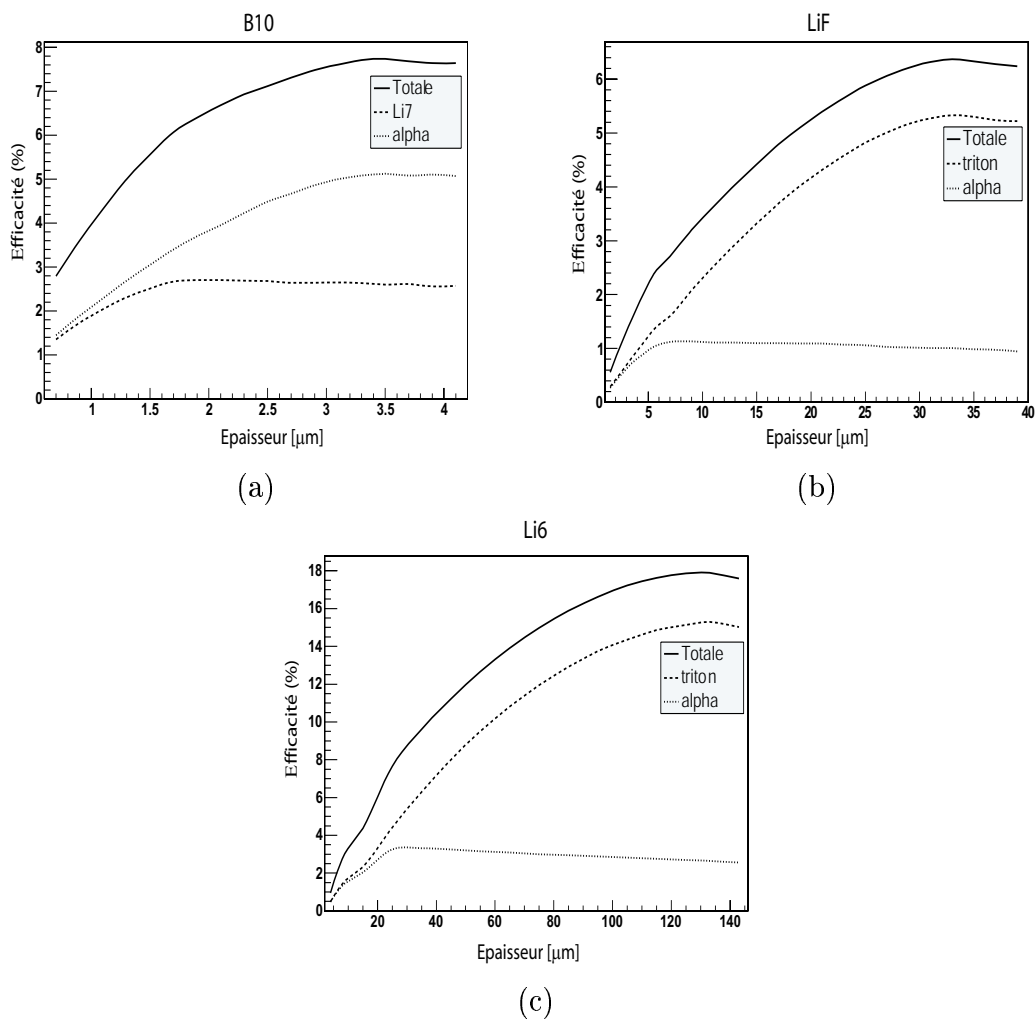 B10
Efficacité (%)
8
7
6
5
4
3
2
1
0
Totale
Li7
alpha
1 1.5 2 2.5 3 3.5 4
Epaisseur [μm]
(a)
LiF
Efficacité (%)
6
5
4
3
2
1
0
Totale
triton
alpha
5 10 15 20 25 30 35 40
Epaisseur [μm]
(b)
Li6
Efficacité (%)
18
16
14
12
10
8
6
4
2
0
Totale
triton
alpha
20 40 60 80 100 120 140
Epaisseur [μm]
(c)